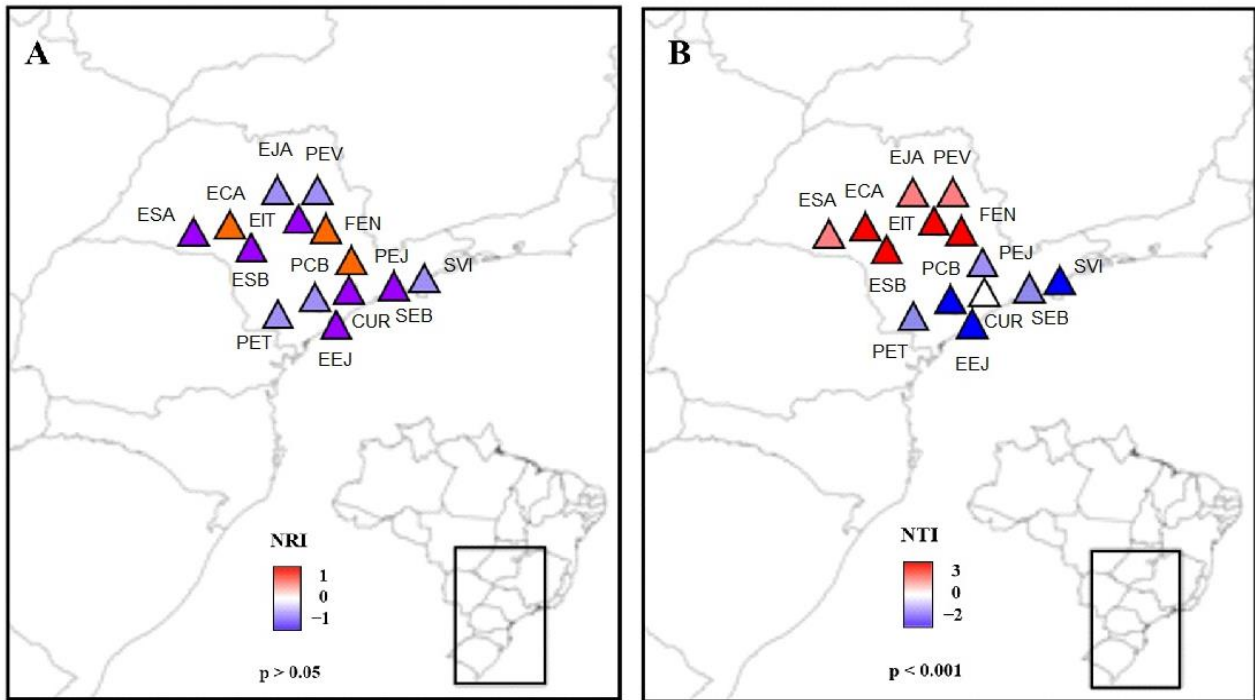 A
EJA
PEV
ECA
ESA
EIT
FEN
ESB
PCB
PEJ
SVI
CUR
SEB
PET
EEJ
NRI
1
0
−1
p > 0.05
B
EJA
PEV
ECA
ESA
EIT
FEN
PEJ
ESB
PCB
SVI
CUR
SEB
PET
EEJ
NTI
3
0
−2
p < 0.001